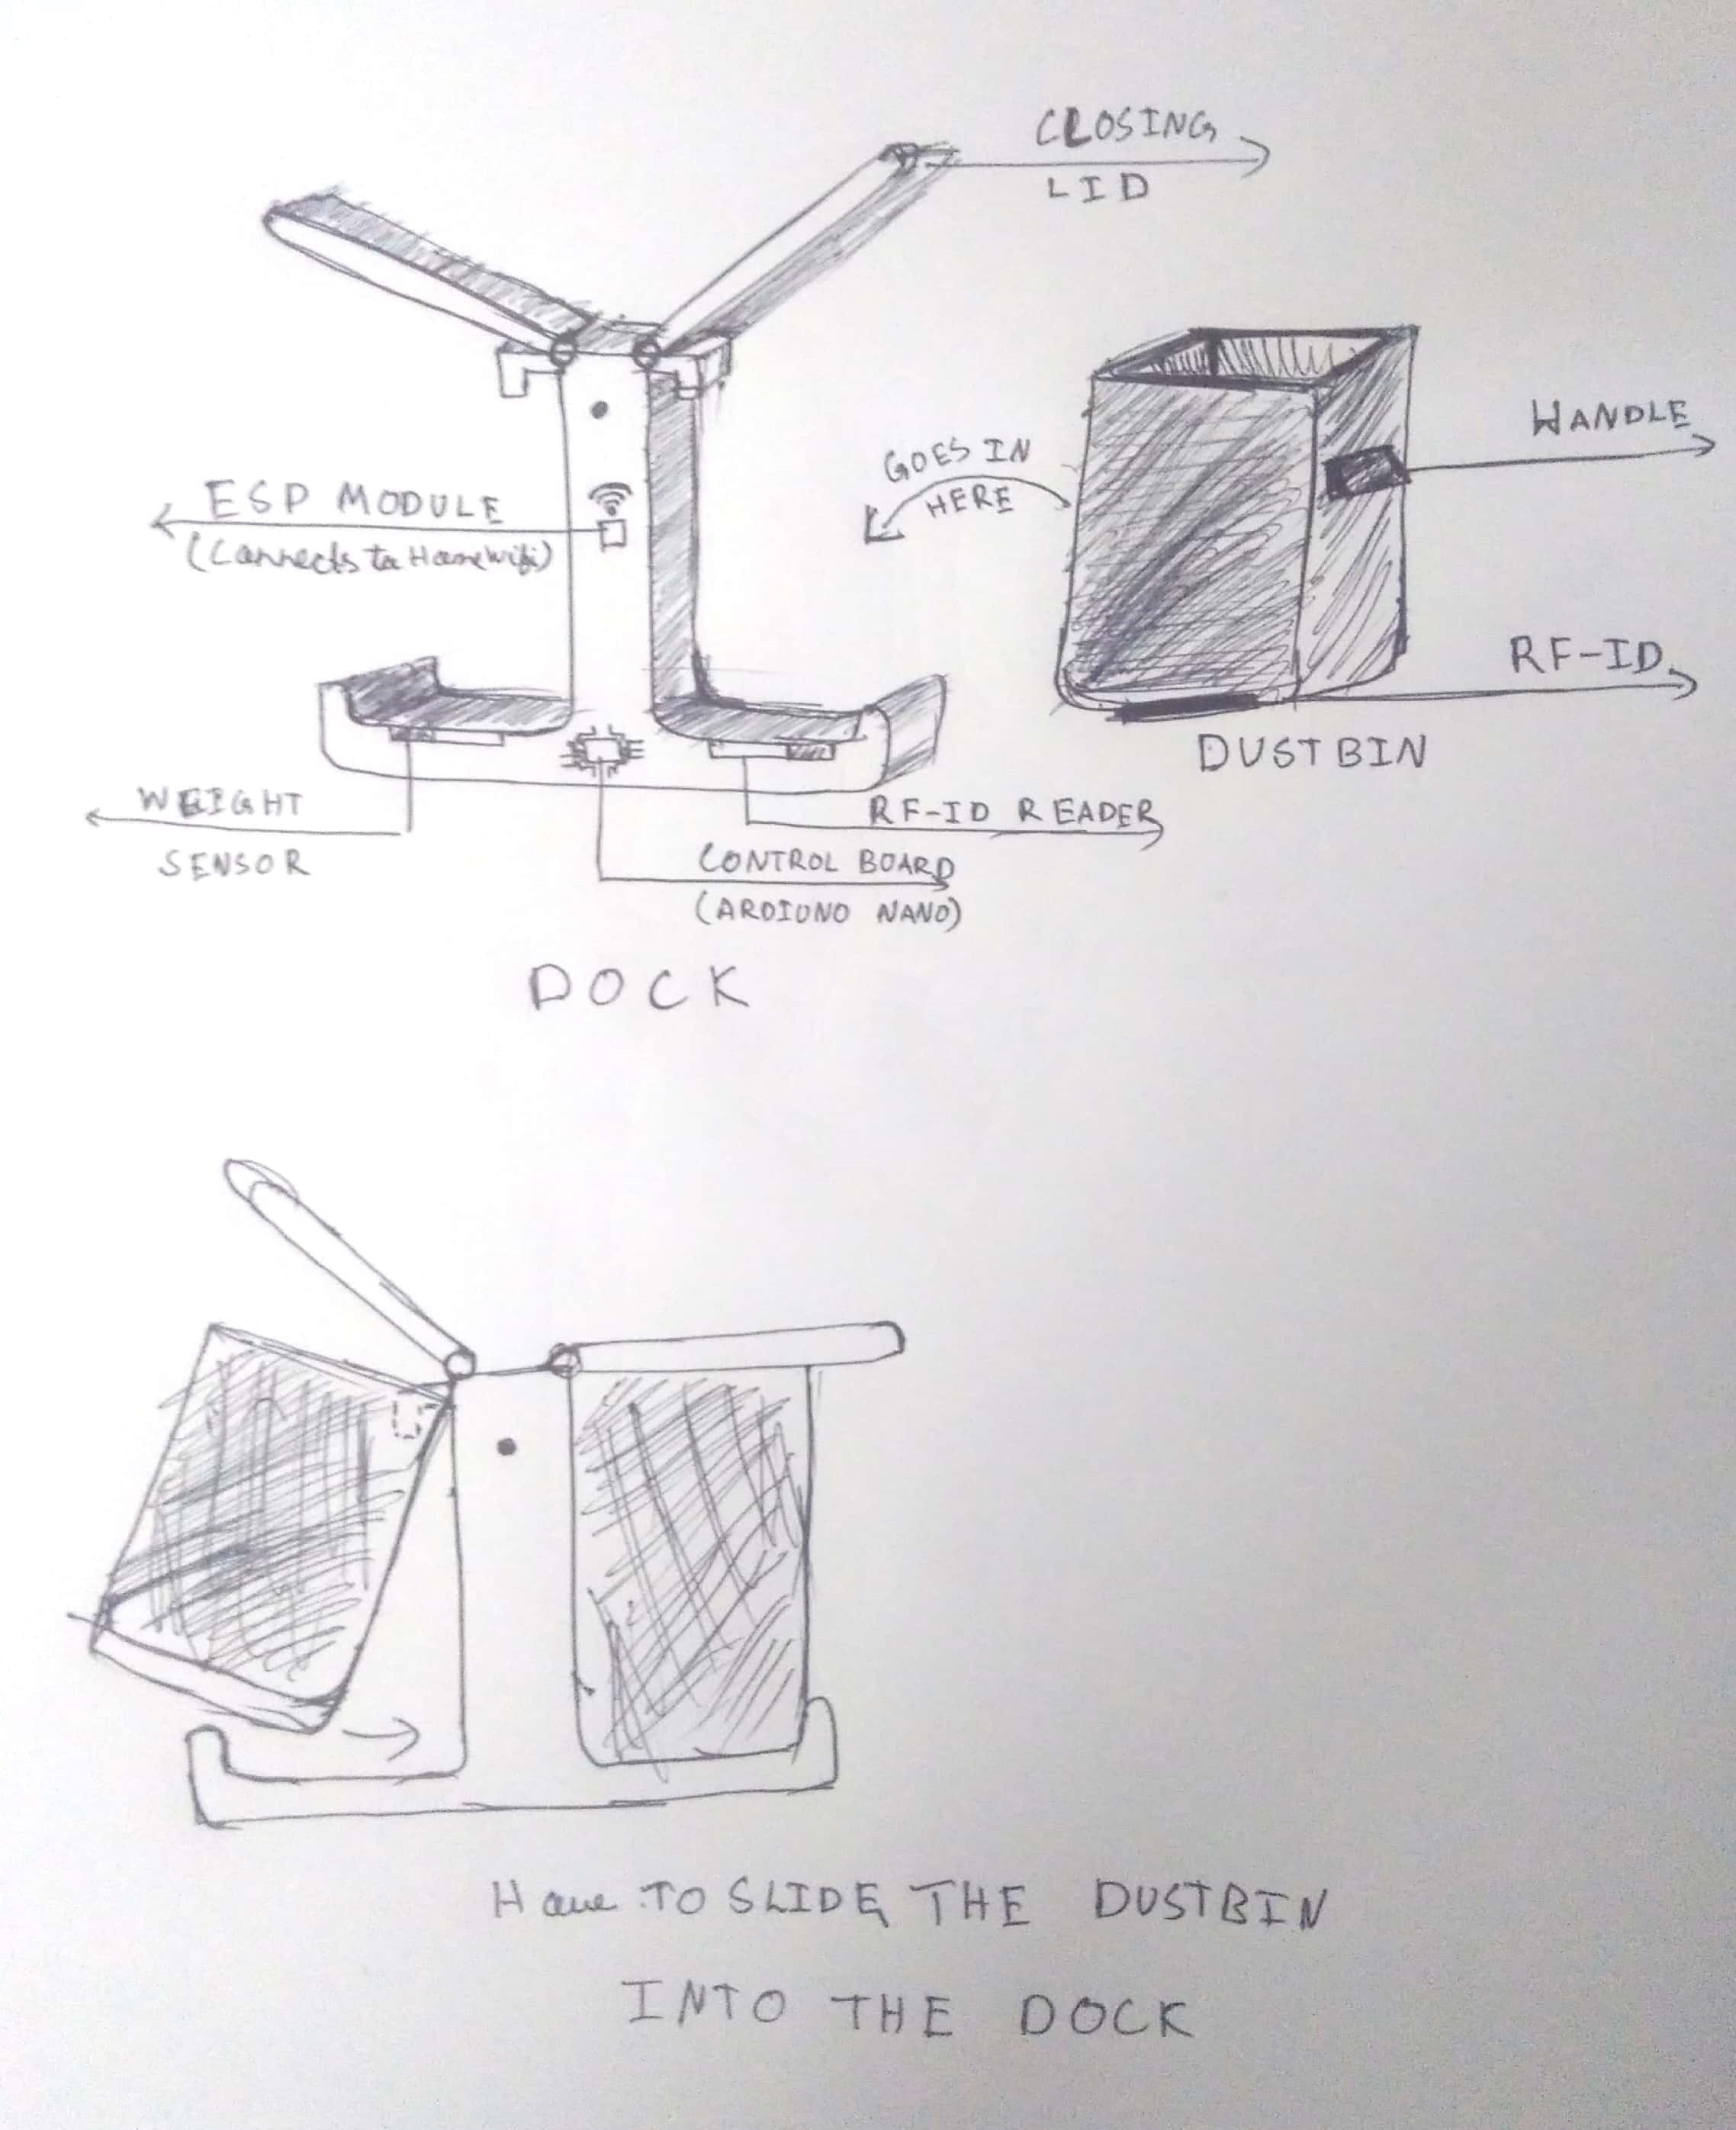 CLOSING
LID
HANDLE
GOES IN
HERE
ESP MODULE
(Connects to Home Wifi)
RF-ID
DUSTBIN
WEIGHT
SENSOR
RF-ID READER
CONTROL BOARD
(ARDIUNO NANO)
DOCK
Have TO SLIDE THE DUSTBIN
INTO THE DOCK